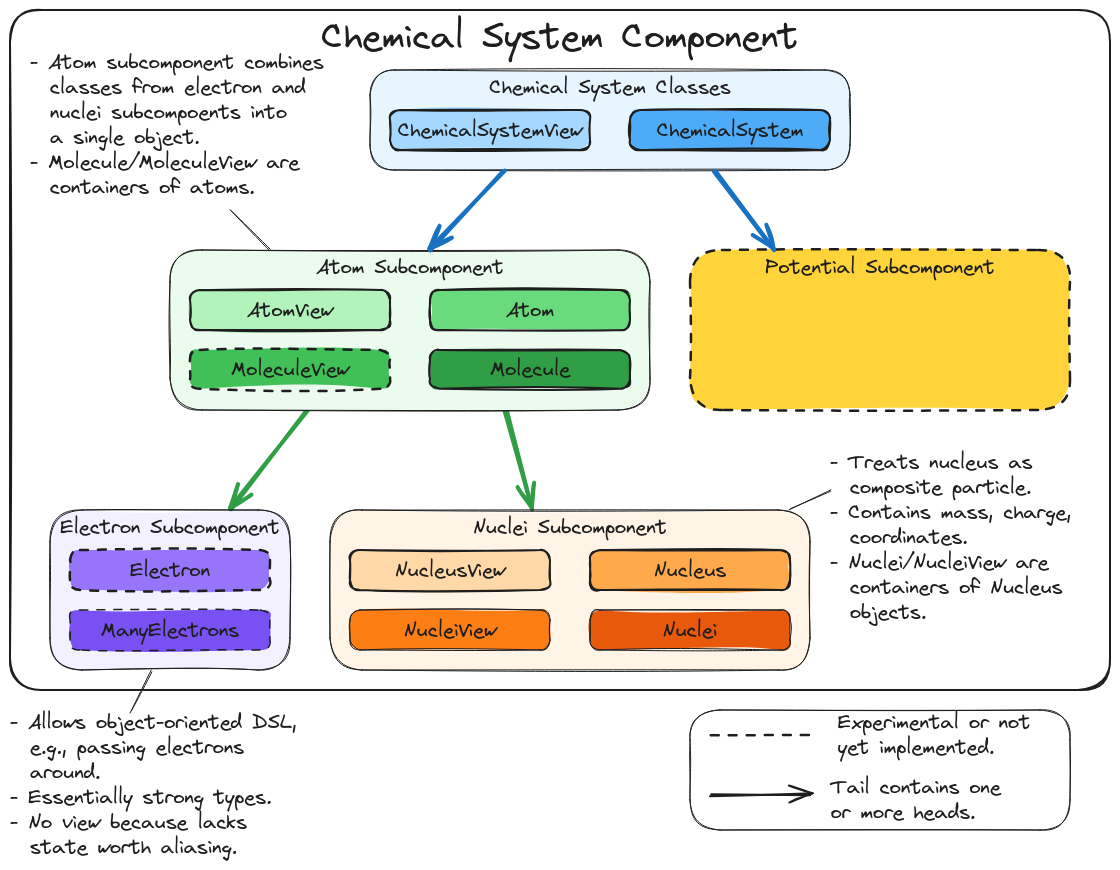 Chemical System Component
- Atom subcomponent combines
classes from electron and
nuclei subcompoents into
a single object.
- Molecule/MoleculeView are
containers of atoms.
Chemical System Classes
ChemicalSystemView
ChemicalSystem
Atom Subcomponent
AtomView
Atom
MoleculeView
Molecule
Potential Subcomponent
Electron Subcomponent
Electron
ManyElectrons
Nuclei Subcomponent
NucleusView
Nucleus
NucleiView
Nuclei
- Treats nucleus as
composite particle.
- Contains mass, charge,
coordinates.
- Nuclei/NucleiView are
containers of Nucleus
objects.
- Allows object-oriented DSL,
e.g., passing electrons
around.
- Essentially strong types.
- No view because lacks
state worth aliasing.
Experimental or not
yet implemented.
Tail contains one
or more heads.